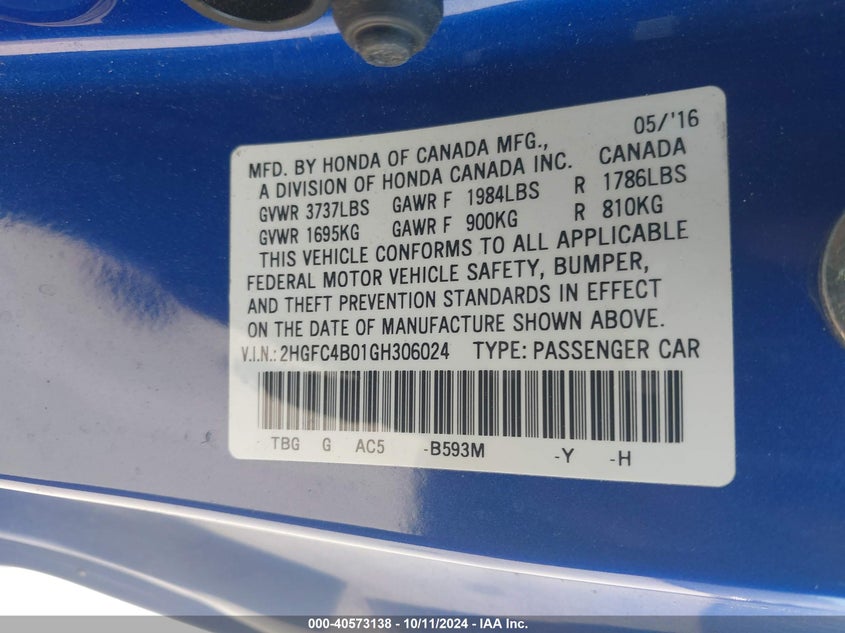 05/'16
MFD. BY HONDA OF CANADA MFG.,
A DIVISION OF HONDA CANADA INC. CANADA
GVWR 3737LBS GAWR F 1984LBS R 1786LBS
GVWR 1695KG GAWR F 900KG R 810KG
THIS VEHICLE CONFORMS TO ALL APPLICABLE
FEDERAL MOTOR VEHICLE SAFETY, BUMPER,
AND THEFT PREVENTION STANDARDS IN EFFECT
ON THE DATE OF MANUFACTURE SHOWN ABOVE.
V.I.N.: 2HGFC4B01GH306024 TYPE: PASSENGER CAR
TBG G AC5 -B593M -Y -H
000-40573138 - 10/11/2024 - IAA Inc.